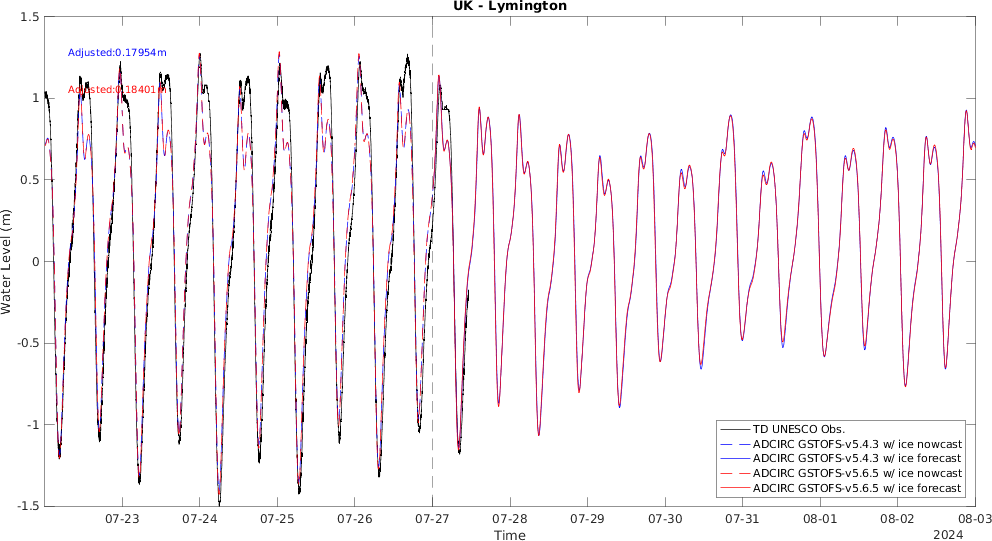 UK - Lymington
1.5
1
0.5
0
-0.5
-1
-1.5
Water Level (m)
Adjusted:0.17954m
Adjusted:0.18401m
TD UNESCO Obs.
ADCIRC GSTOFS-v5.4.3 w/ ice nowcast
ADCIRC GSTOFS-v5.4.3 w/ ice forecast
ADCIRC GSTOFS-v5.6.5 w/ ice nowcast
ADCIRC GSTOFS-v5.6.5 w/ ice forecast
07-23 07-24 07-25 07-26 07-27 07-28 07-29 07-30 07-31 08-01 08-02 08-03
Time
2024